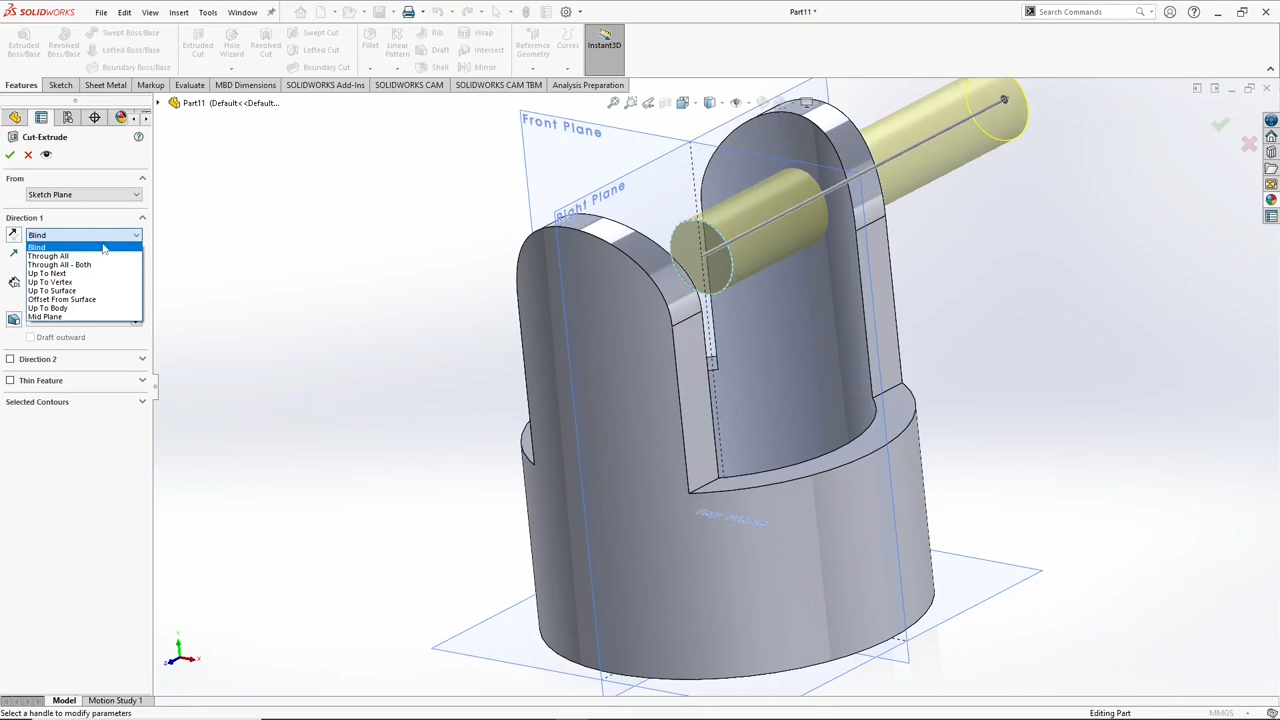 SOLIDWORKS File Edit View Insert Tools Window Part11 * Search Commands
Extruded Boss/Base
Revolved Boss/Base
Swept Boss/Base
Lofted Boss/Base
Boundary Boss/Base
Extruded Cut
Hole Wizard
Revolved Cut
Swept Cut
Lofted Cut
Boundary Cut
Fillet
Linear Pattern
Rib
Draft
Shell
Wrap
Intersect
Mirror
Reference Geometry
Curves
Instant3D
Features Sketch Sheet Metal Markup Evaluate MBD Dimensions SOLIDWORKS Add-Ins SOLIDWORKS CAM SOLIDWORKS CAM TBM Analysis Preparation
Part11 (Default<<Default...
Cut-Extrude
From
Sketch Plane
Direction 1
Blind
Blind
Through All
Through All - Both
Up To Next
Up To Vertex
Up To Surface
Offset From Surface
Up To Body
Mid Plane
Draft outward
Direction 2
Thin Feature
Selected Contours
Front Plane
Right Plane
Y
X
Z
Model Motion Study 1
Select a handle to modify parameters Editing Part MMGS